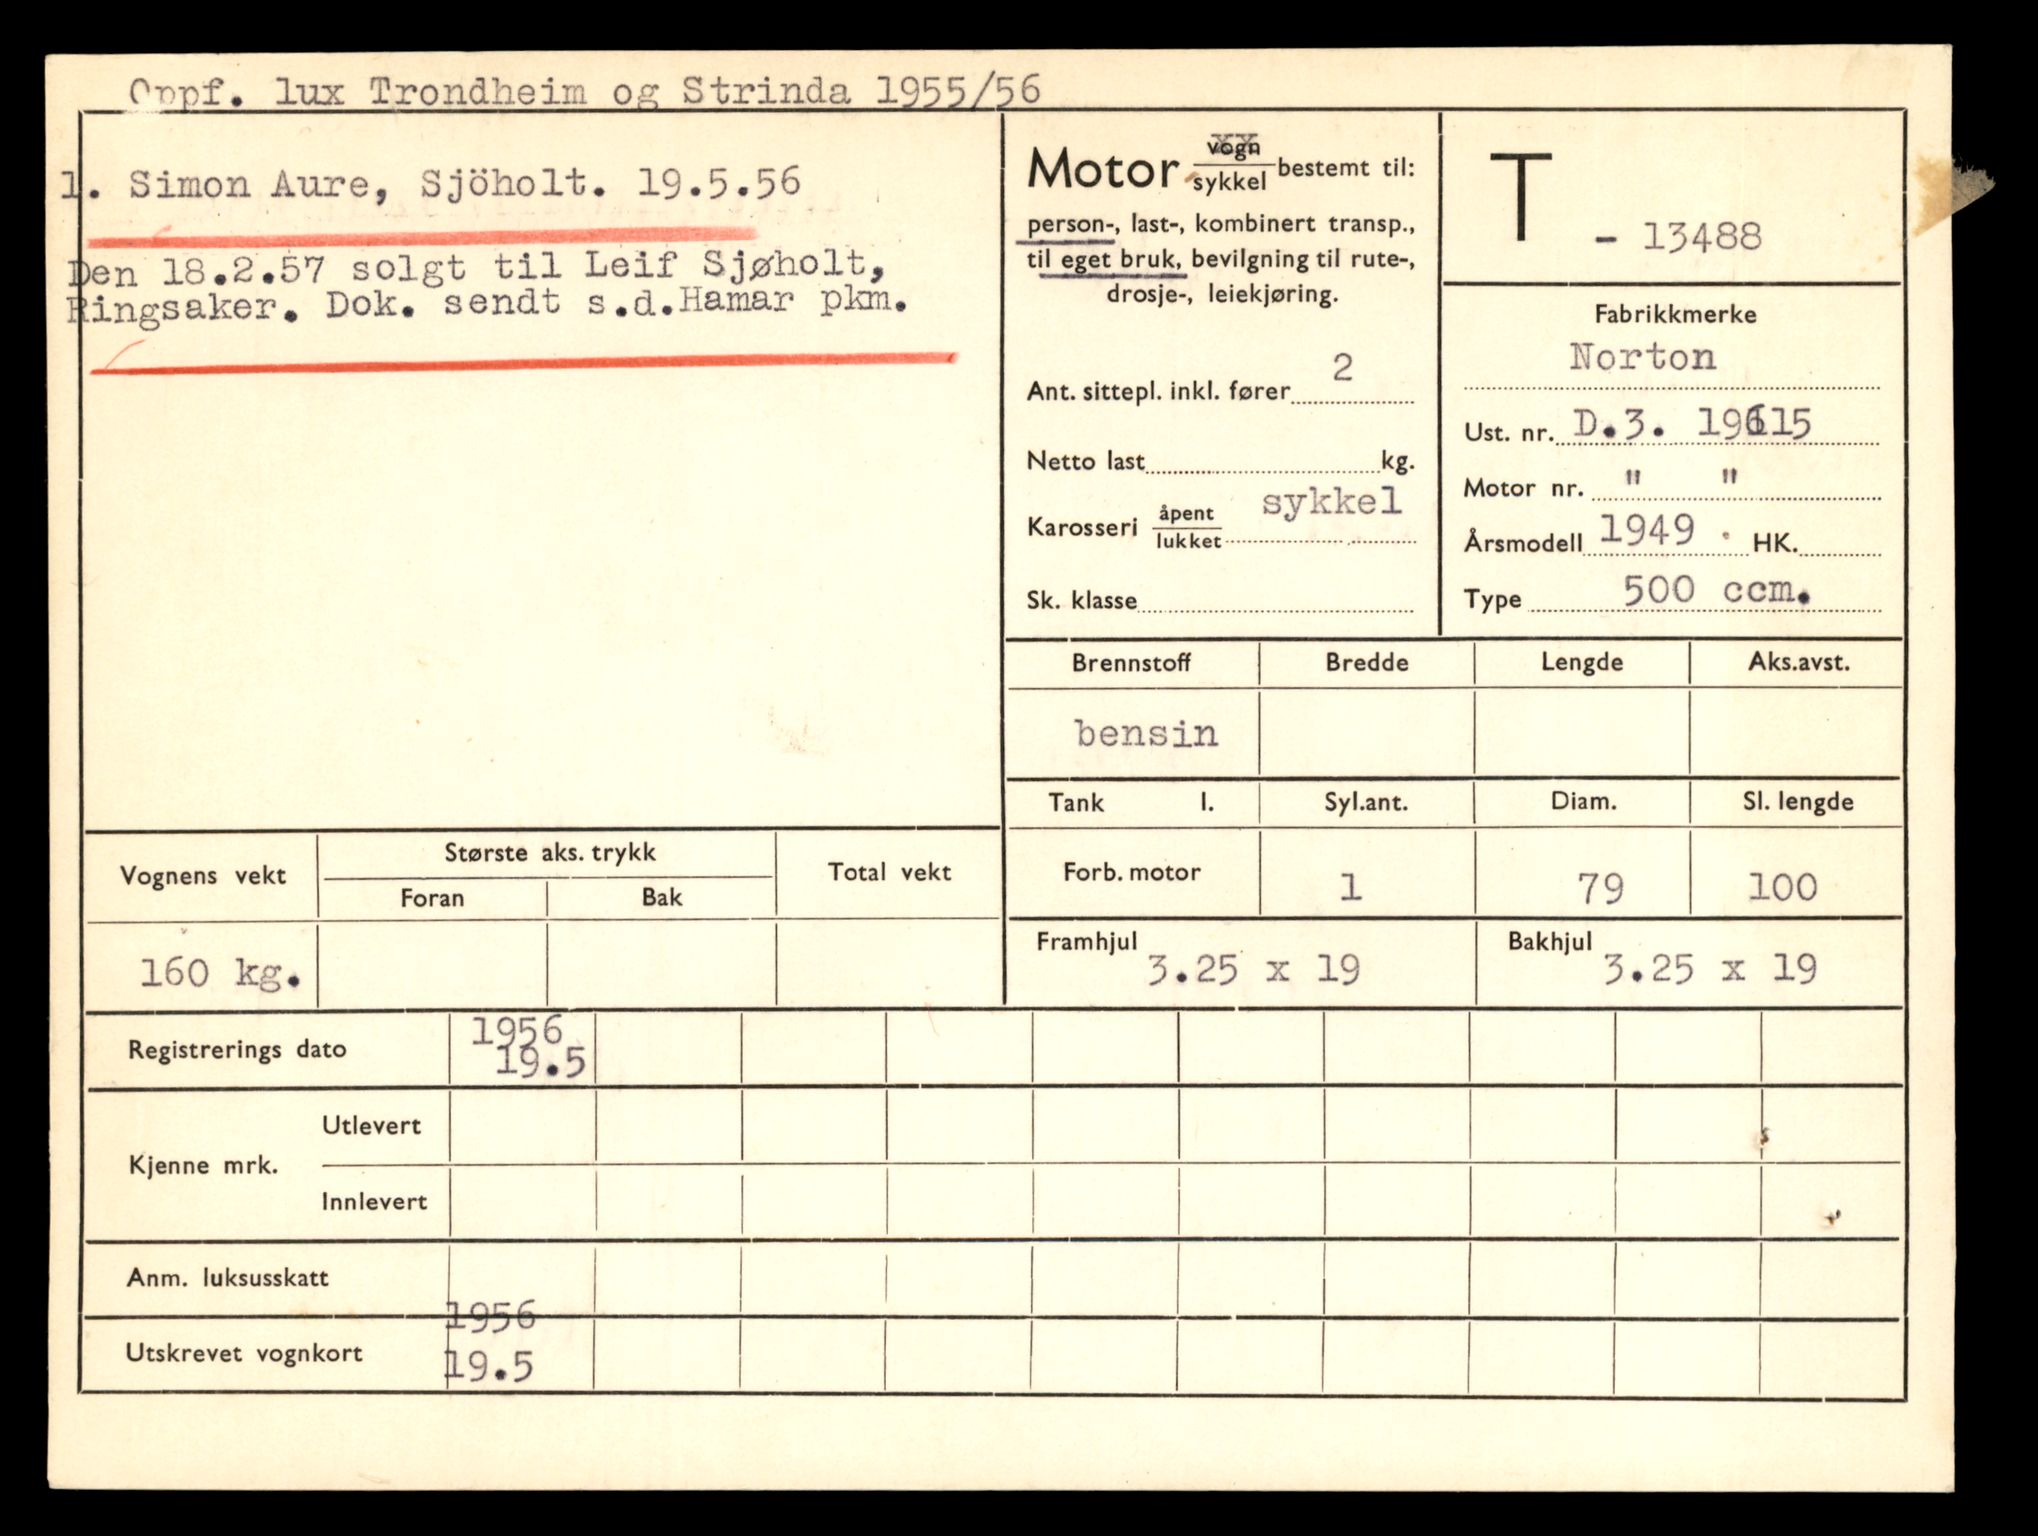 Oppf. lux Trondheim og Strinda 1955/56
1. Simon Aure, Sjöholt. 19.5.56
Den 18.2.57 solgt til Leif Sjøholt,
Ringsaker. Dok. sendt s.d. Hamar pkm.
Motor vogn/sykkel bestemt til:
person-, last-, kombinert transp.,
til eget bruk, bevilgning til rute-,
drosje-, leiekjøring.
Ant. sittepl. inkl. fører 2
Netto last kg.
Karosseri åpent/lukket sykkel
Sk. klasse
T - 13488
Fabrikkmerke
Norton
Ust. nr. D.3.
Motor nr. " "
Årsmodell 1949 HK.
Type 500 ccm.
Brennstoff Bredde Lengde Aks.avst.
bensin
Tank l. Syl.ant. Diam. Sl. lengde
Forb. motor 1 79 100
Framhjul 3.25 x 19 Bakhjul 3.25 x 19
Vognens vekt Største aks. trykk Total vekt
Foran Bak
160 kg.
Registrerings dato 1956
19.5
Kjenne mrk. Utlevert
Innlevert
Anm. luksusskatt
1956
Utskrevet vognkort 19.5